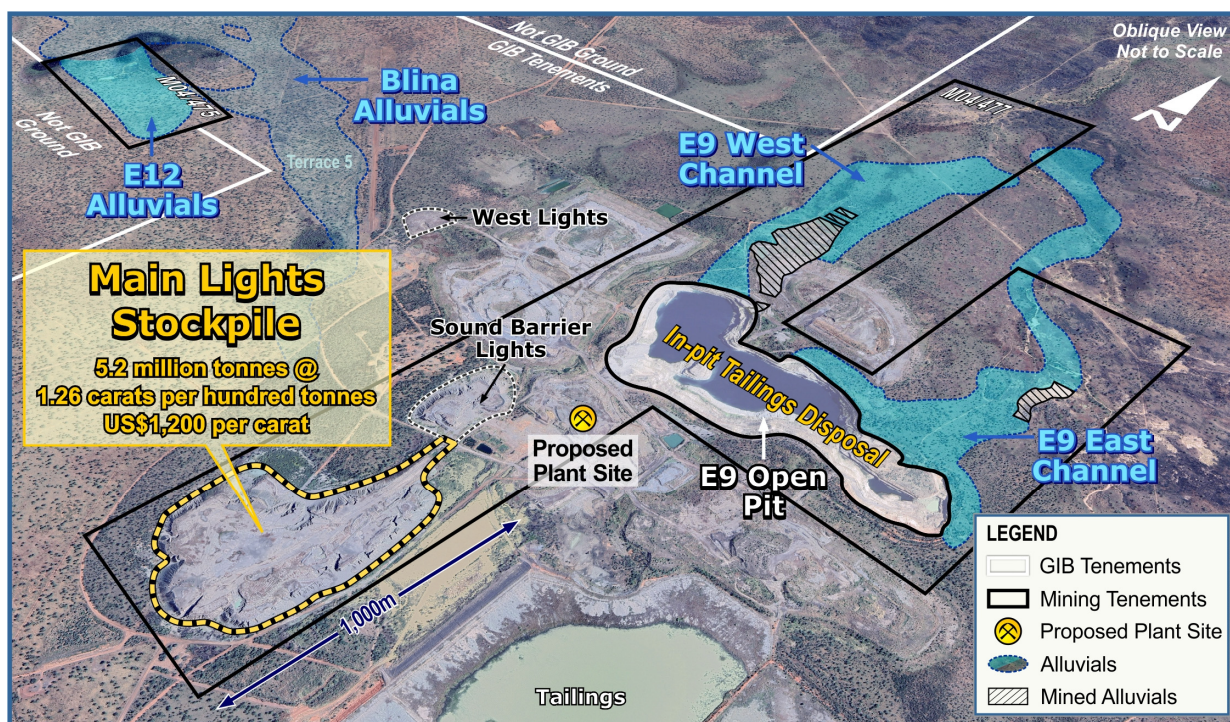 Oblique View
Not to Scale
N
Not GIB Ground
GIB Tenements
M04/475
M04/477
Not GIB
Ground
Blina
Alluvials
E12
Alluvials
Terrace 5
E9 West
Channel
West Lights
Main Lights
Stockpile
5.2 million tonnes @
1.26 carats per hundred tonnes
US$1,200 per carat
Sound Barrier
Lights
In-pit Tailings Disposal
Proposed
Plant Site
E9 Open
Pit
E9 East
Channel
1,000m
Tailings
LEGEND
GIB Tenements
Mining Tenements
Proposed Plant Site
Alluvials
Mined Alluvials